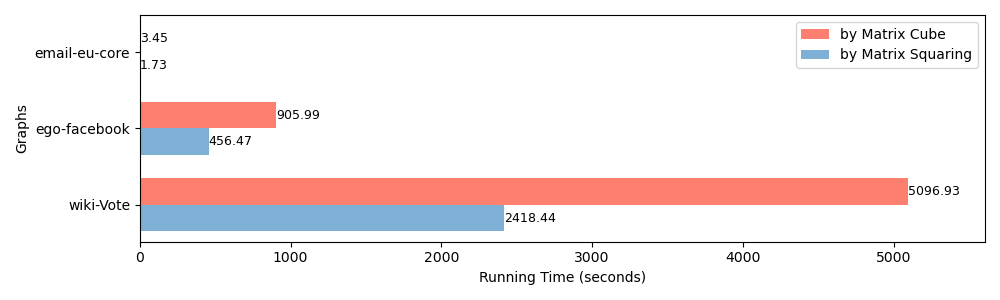 by Matrix Cube
by Matrix Squaring
email-eu-core
3.45
1.73
ego-facebook
905.99
456.47
wiki-Vote
5096.93
2418.44
Graphs
0 1000 2000 3000 4000 5000
Running Time (seconds)